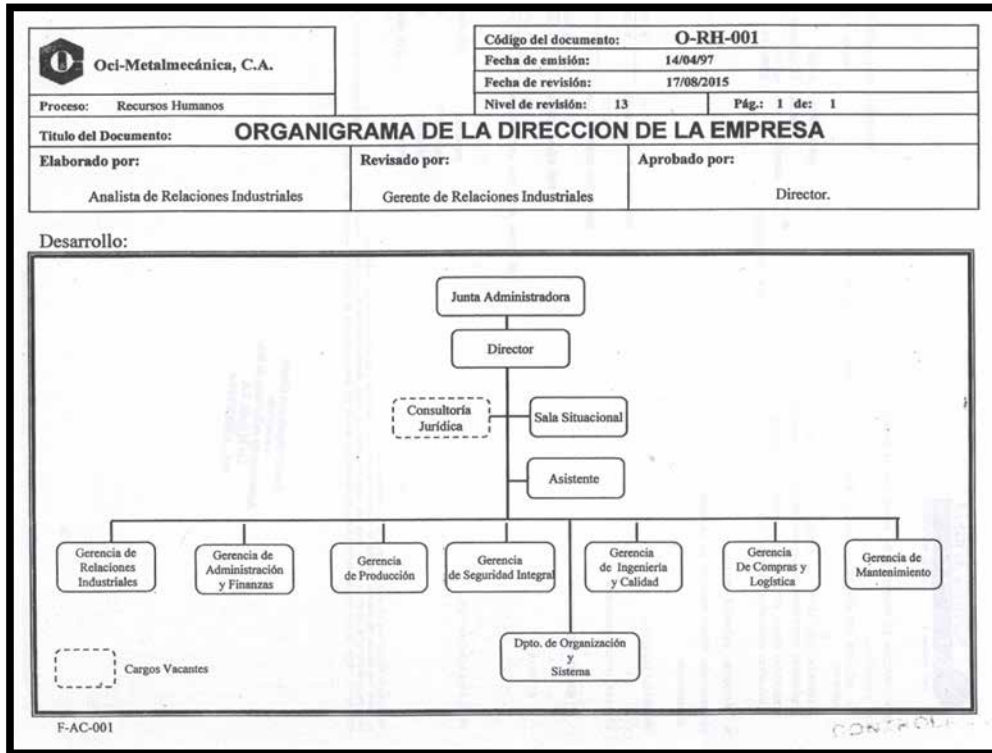 Oci-Metalmecánica, C.A.
Código del documento: O-RH-001
Fecha de emisión: 14/04/97
Fecha de revisión: 17/08/2015
Proceso: Recursos Humanos
Nivel de revisión: 13 Pág.: 1 de: 1
Titulo del Documento: ORGANIGRAMA DE LA DIRECCION DE LA EMPRESA
Elaborado por:
Analista de Relaciones Industriales
Revisado por:
Gerente de Relaciones Industriales
Aprobado por:
Director.
Desarrollo:
Junta Administradora
Director
Consultoría
Jurídica
Sala Situacional
Asistente
Gerencia de
Relaciones
Industriales
Gerencia de
Administración
y Finanzas
Gerencia
de Producción
Gerencia
de Seguridad Integral
Gerencia
de Ingeniería
y Calidad
Gerencia
De Compras y
Logística
Gerencia de
Mantenimiento
Dpto. de Organización
y
Sistema
Cargos Vacantes
F-AC-001